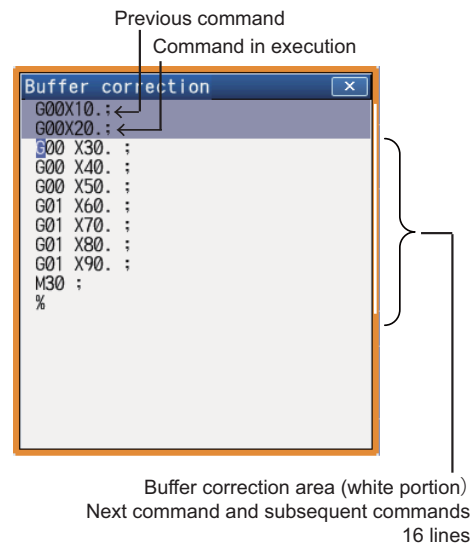 Previous command
Command in execution
Buffer correction
G00X10.;
G00X20.;
G00 X30. ;
G00 X40. ;
G00 X50. ;
G01 X60. ;
G01 X70. ;
G01 X80. ;
G01 X90. ;
M30 ;
%
Buffer correction area (white portion）
Next command and subsequent commands
16 lines